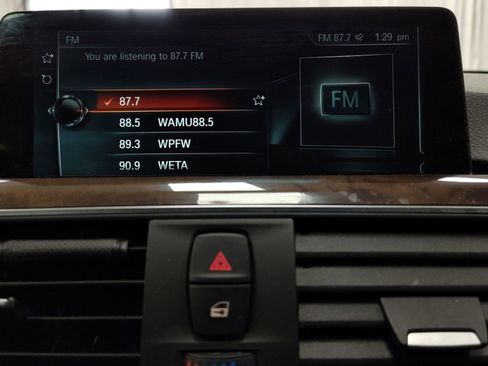 FM
FM 87.7
1:29 pm
You are listening to 87.7 FM
87.7
88.5 WAMU88.5
89.3 WPFW
90.9 WETA
FM